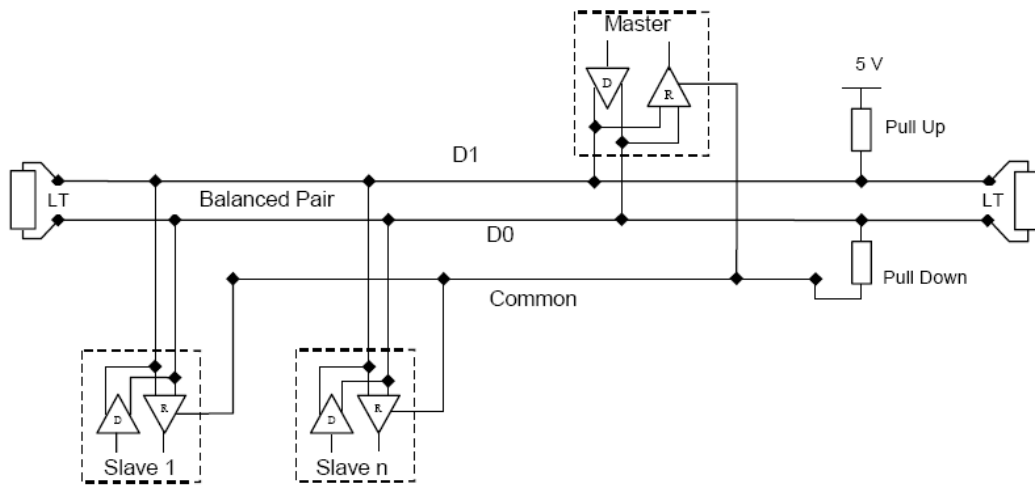 Master
D
R
5 V
Pull Up
D1
LT
Balanced Pair
LT
D0
Pull Down
Common
D
R
D
R
Slave 1
Slave n